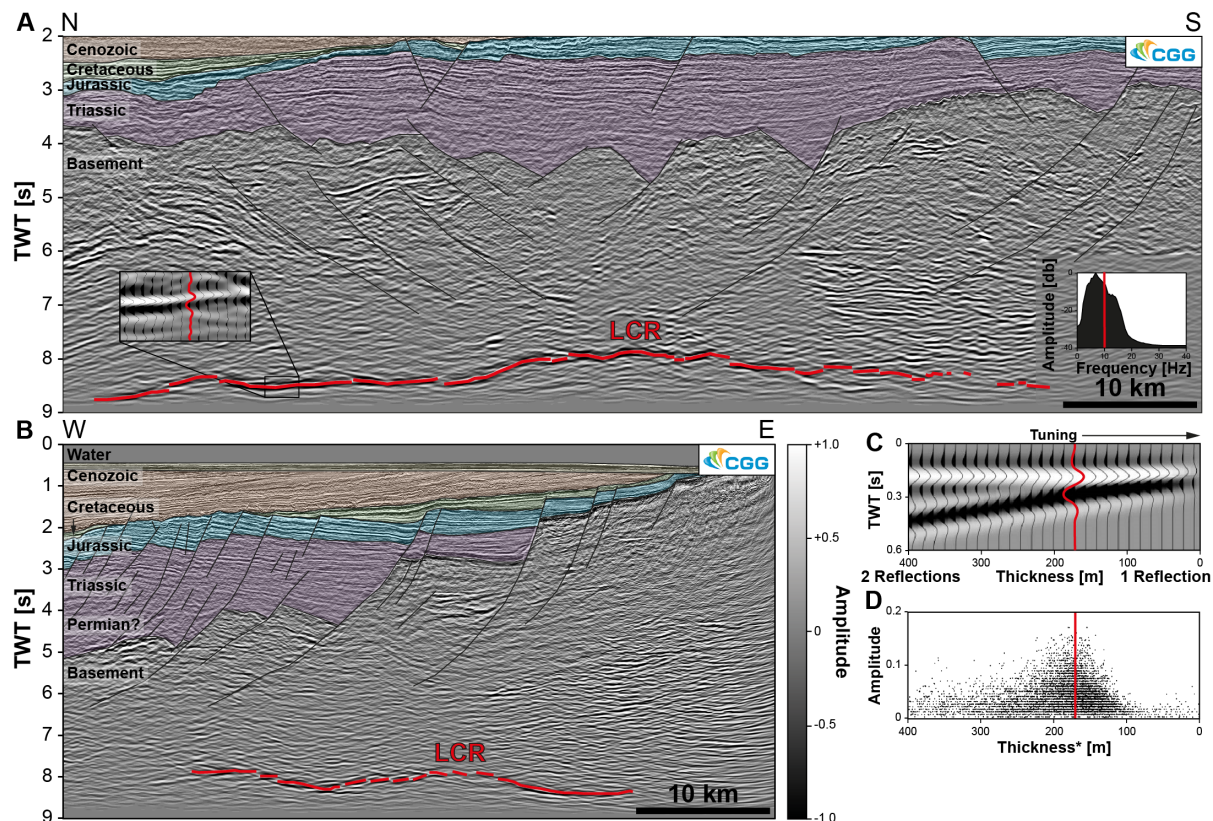 A N S
2
3
4
5
6
7
8
9
TWT [s]
Cenozoic
Cretaceous
Jurassic
Triassic
Basement
CGG
LCR
Amplitude [db]
0
20
40
0 10 20 30 40
Frequency [Hz]
10 km
B W E
0
1
2
3
4
5
6
7
8
9
TWT [s]
Water
Cenozoic
Cretaceous
Jurassic
Triassic
Permian?
Basement
CGG
LCR
10 km
+1.0
+0.5
0
-0.5
-1.0
Amplitude
C Tuning
0
0.3
0.6
TWT [s]
400 300 200 100 0
2 Reflections Thickness [m] 1 Reflection
D
0.2
0.1
0
Amplitude
400 300 200 100 0
Thickness* [m]